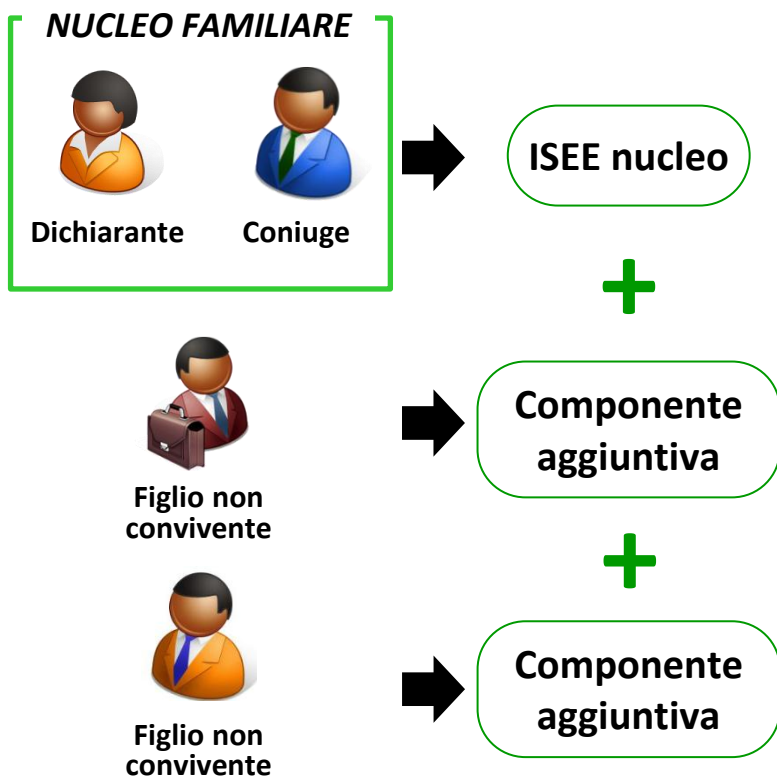 NUCLEO FAMILIARE
Dichiarante
Coniuge
ISEE nucleo
+
Figlio non
convivente
Componente
aggiuntiva
+
Figlio non
convivente
Componente
aggiuntiva